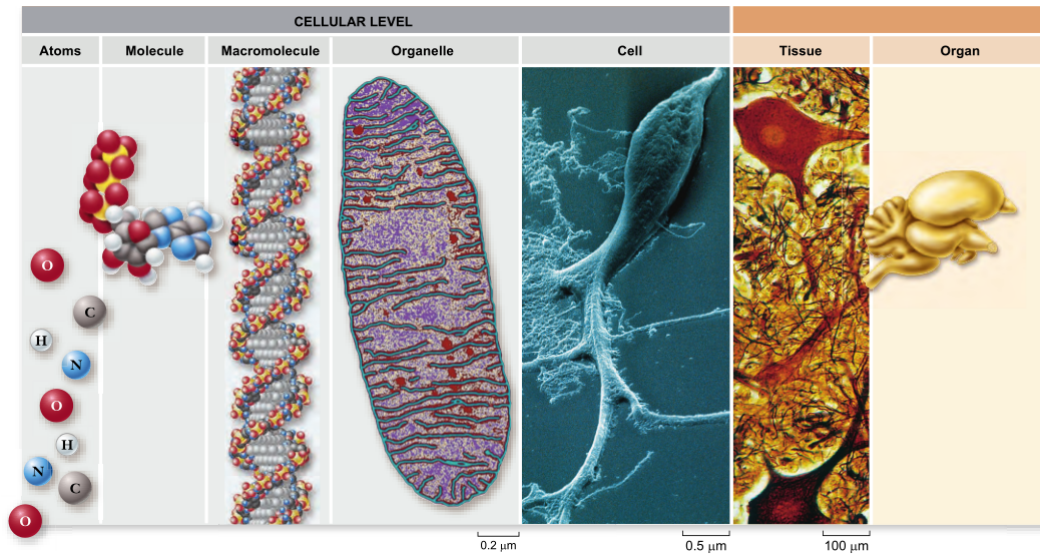 CELLULAR LEVEL
Atoms Molecule Macromolecule Organelle Cell Tissue Organ
O
C
H
N
O
H
N
C
O
0.2 µm 0.5 µm 100 µm